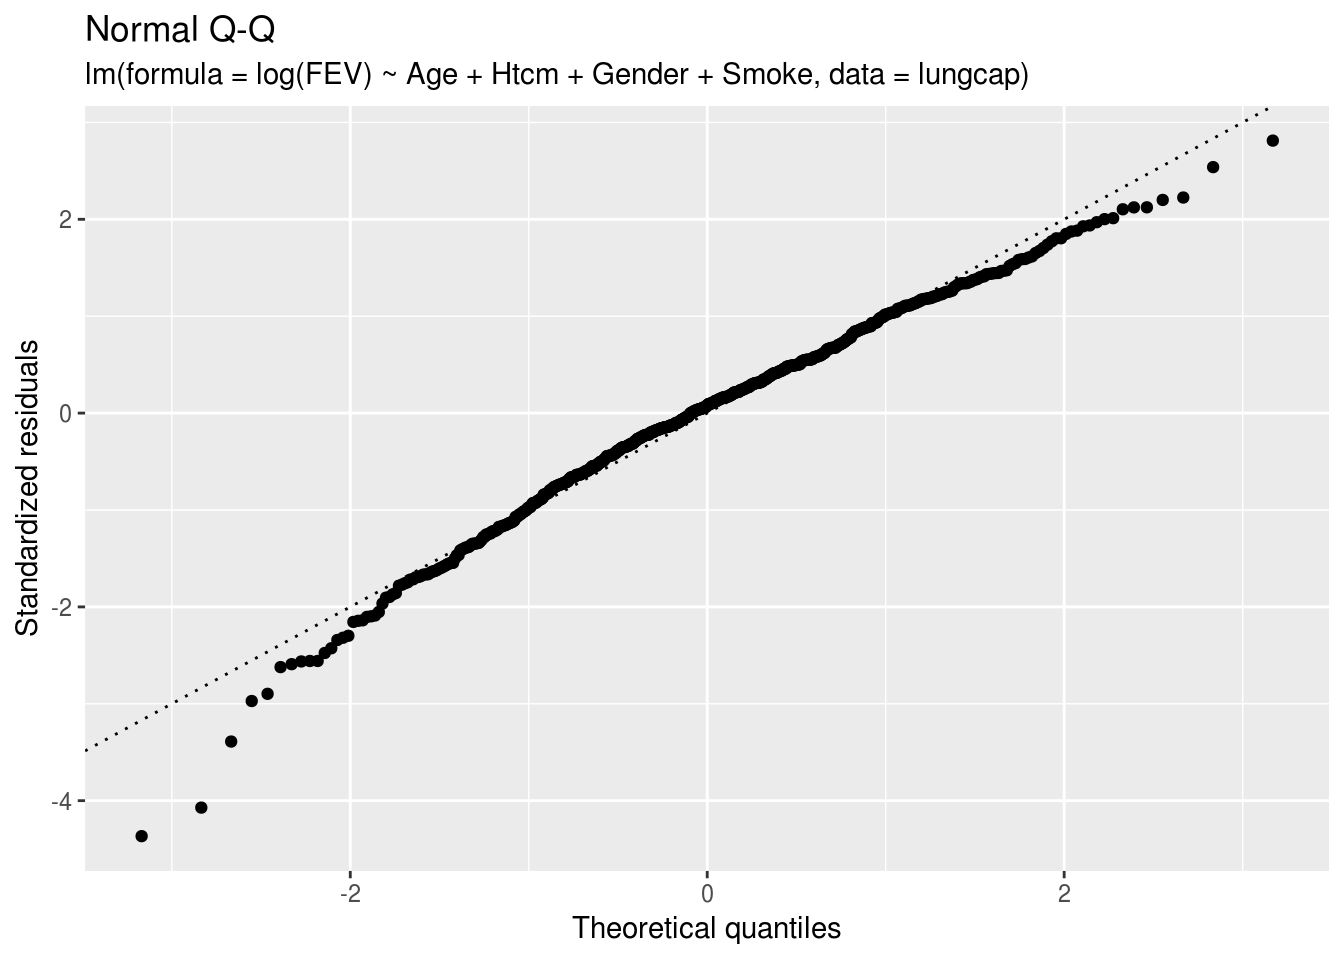 Normal Q-Q
lm(formula = log(FEV) ~ Age + Htcm + Gender + Smoke, data = lungcap)
Standardized residuals
2
0
-2
-4
-2
0
2
Theoretical quantiles